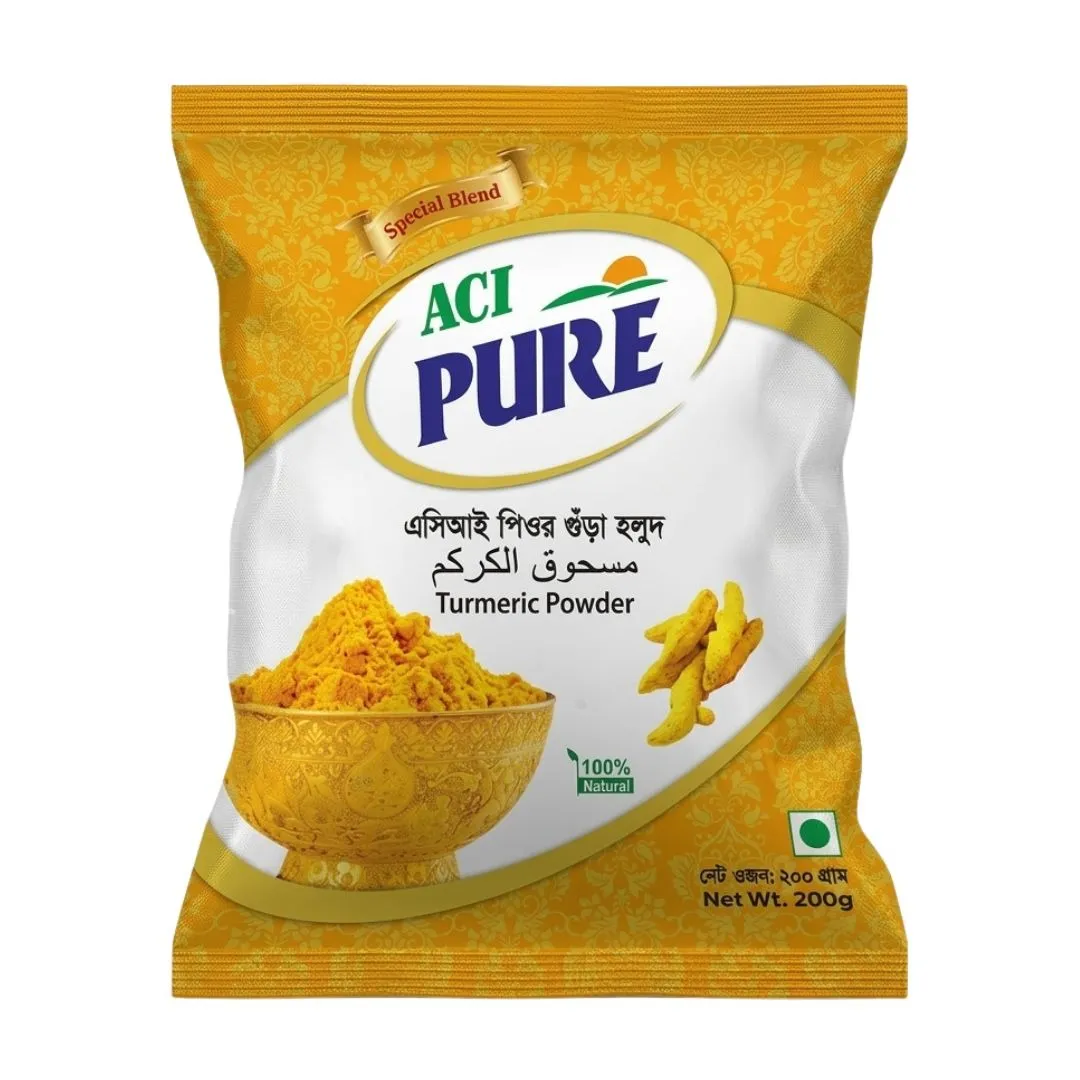 Special Blend
ACI
PURE
এসিআই পিওর গুঁড়া হলুদ
مسحوق الكركم
Turmeric Powder
100%
Natural
নেট ওজন: ২০০ গ্রাম
Net Wt. 200g